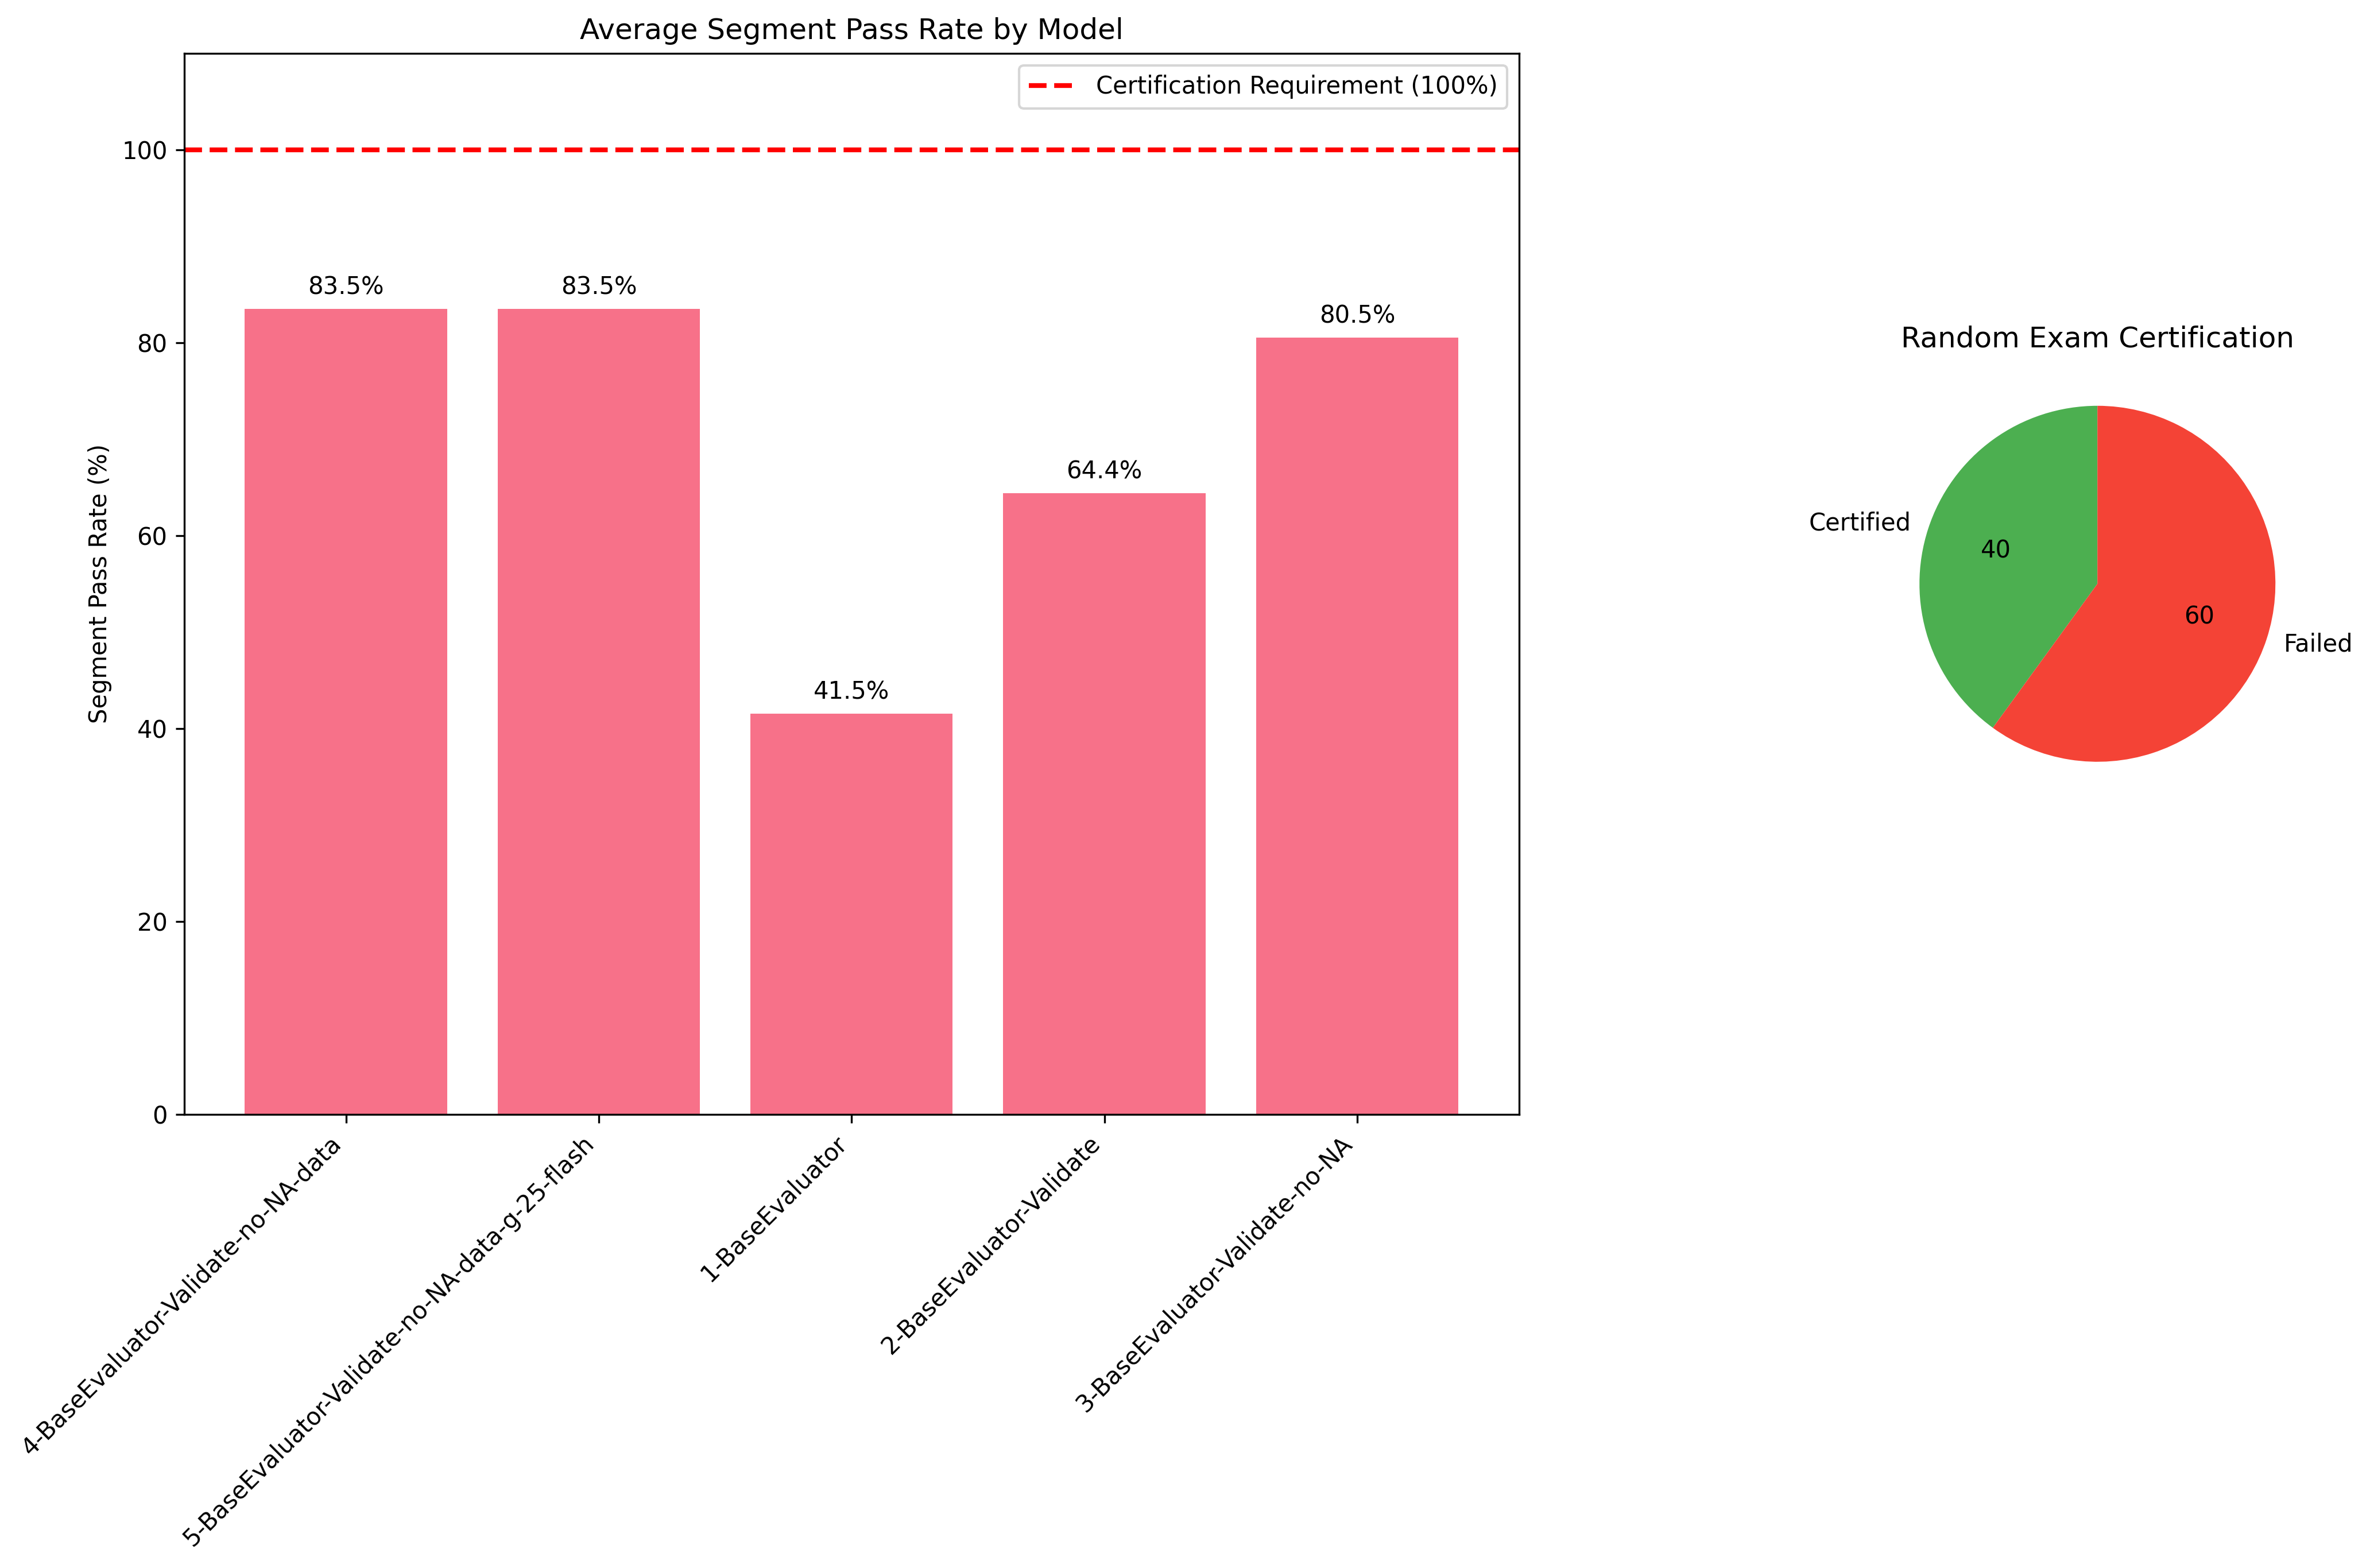 Average Segment Pass Rate by Model
Certification Requirement (100%)
Segment Pass Rate (%)
100
80
60
40
20
0
83.5%
83.5%
41.5%
64.4%
80.5%
4-BaseEvaluator-Validate-no-NA-data
5-BaseEvaluator-Validate-no-NA-data-g-25-flash
1-BaseEvaluator
2-BaseEvaluator-Validate
3-BaseEvaluator-Validate-no-NA
Random Exam Certification
Certified
40
60
Failed